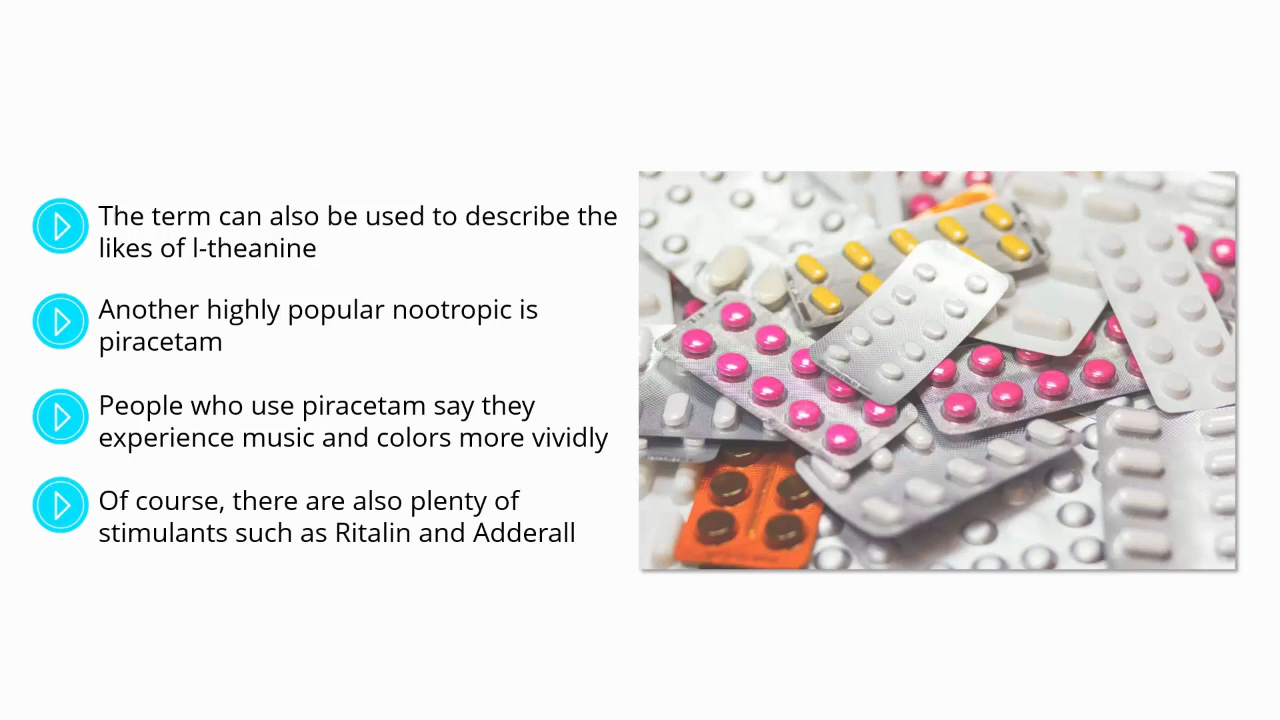 The term can also be used to describe the
likes of l-theanine
Another highly popular nootropic is
piracetam
People who use piracetam say they
experience music and colors more vividly
Of course, there are also plenty of
stimulants such as Ritalin and Adderall